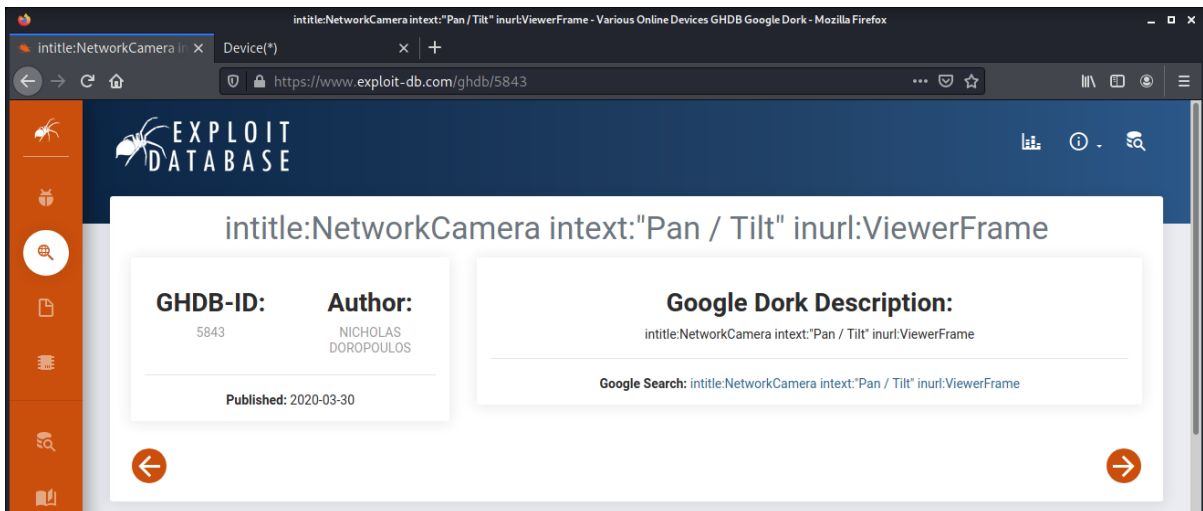 intitle:NetworkCamera intext:"Pan / Tilt" inurl:ViewerFrame - Various Online Devices GHDB Google Dork - Mozilla Firefox
intitle:NetworkCamera in
Device(*)
https://www.exploit-db.com/ghdb/5843
EXPLOIT
DATABASE
intitle:NetworkCamera intext:"Pan / Tilt" inurl:ViewerFrame
GHDB-ID:
5843
Author:
NICHOLAS
DOROPOULOS
Published: 2020-03-30
Google Dork Description:
intitle:NetworkCamera intext:"Pan / Tilt" inurl:ViewerFrame
Google Search: intitle:NetworkCamera intext:"Pan / Tilt" inurl:ViewerFrame